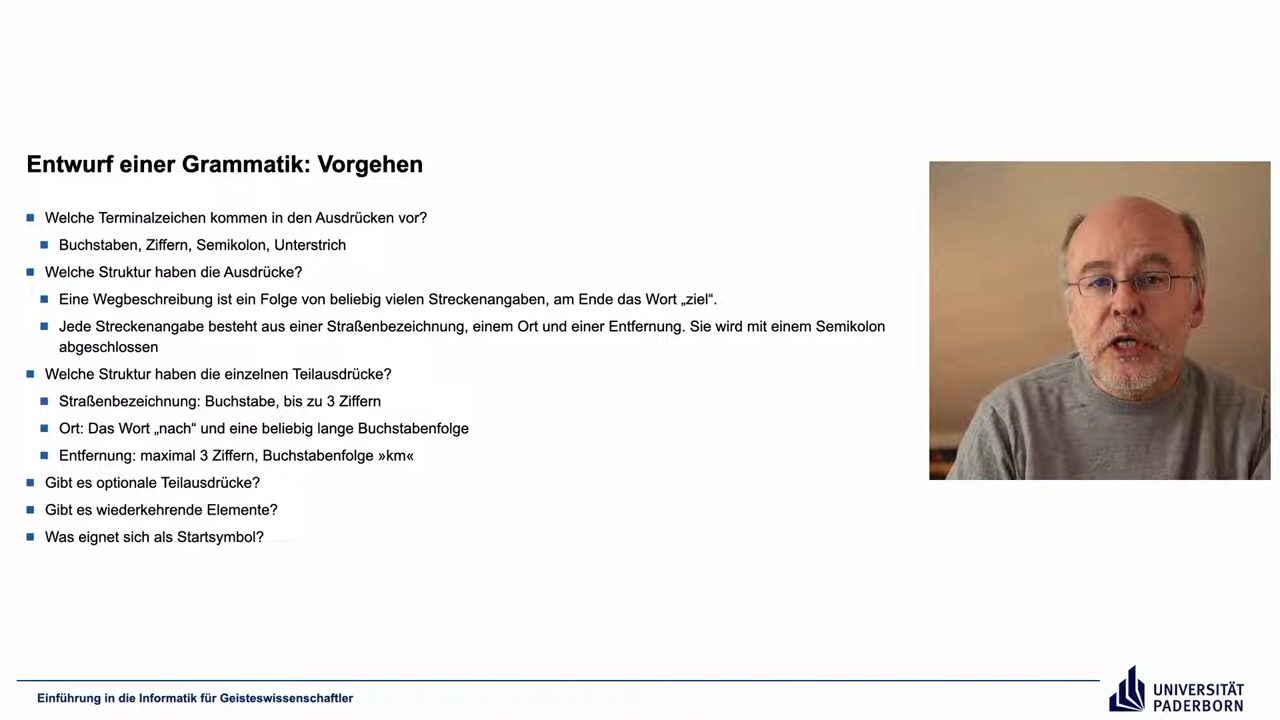 Entwurf einer Grammatik: Vorgehen
Welche Terminalzeichen kommen in den Ausdrücken vor?
Buchstaben, Ziffern, Semikolon, Unterstrich
Welche Struktur haben die Ausdrücke?
Eine Wegbeschreibung ist ein Folge von beliebig vielen Streckenangaben, am Ende das Wort „ziel“.
Jede Streckenangabe besteht aus einer Straßenbezeichnung, einem Ort und einer Entfernung. Sie wird mit einem Semikolon
abgeschlossen
Welche Struktur haben die einzelnen Teilausdrücke?
Straßenbezeichnung: Buchstabe, bis zu 3 Ziffern
Ort: Das Wort „nach“ und eine beliebig lange Buchstabenfolge
Entfernung: maximal 3 Ziffern, Buchstabenfolge »km«
Gibt es optionale Teilausdrücke?
Gibt es wiederkehrende Elemente?
Was eignet sich als Startsymbol?
Einführung in die Informatik für Geisteswissenschaftler
UNIVERSITÄT
PADERBORN